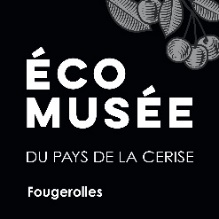 ÉCO
MUSÉE
DU PAYS DE LA CERISE
Fougerolles